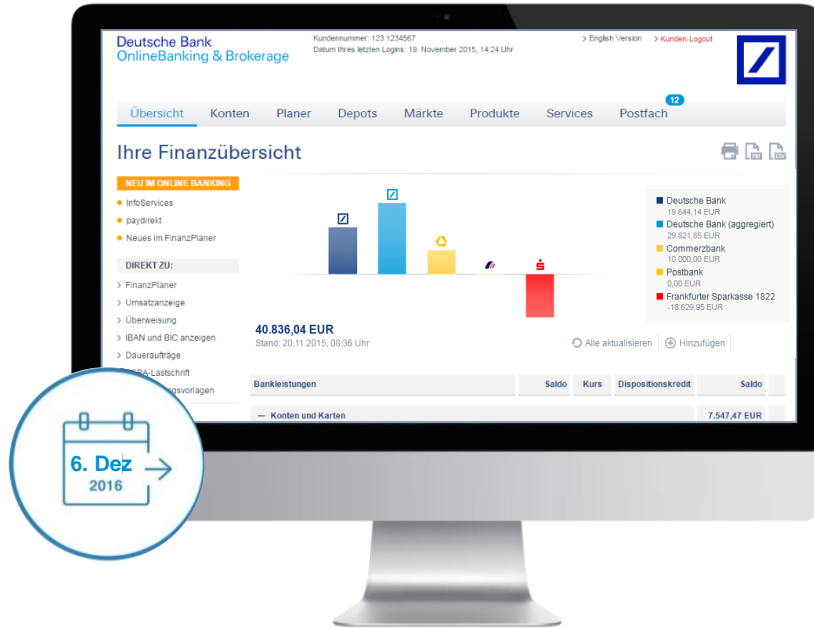 Deutsche Bank
OnlineBanking & Brokerage
Kundennummer: 123 1234567
Datum Ihres letzten Logins: 19. November 2015, 14:24 Uhr
> English Version > Kunden-Logout
12
Übersicht Konten Planer Depots Märkte Produkte Services Postfach
Ihre Finanzübersicht
NEU IM ONLINE BANKING
InfoServices
paydirekt
Neues im FinanzPlaner
DIREKT ZU:
> FinanzPlaner
> Umsatzanzeige
> Überweisung
> IBAN und BIC anzeigen
> Daueraufträge
-Lastschrift
gsvorlagen
Deutsche Bank
19.644,14 EUR
Deutsche Bank (aggregiert)
29.821,85 EUR
Commerzbank
10.000,00 EUR
Postbank
0,00 EUR
Frankfurter Sparkasse 1822
-18.629,95 EUR
40.836,04 EUR
Stand: 20.11.2015, 08:36 Uhr
Alle aktualisieren Hinzufügen
Bankleistungen Saldo Kurs Dispositionskredit Saldo
— Konten und Karten 7.547,47 EUR
6. Dez
2016